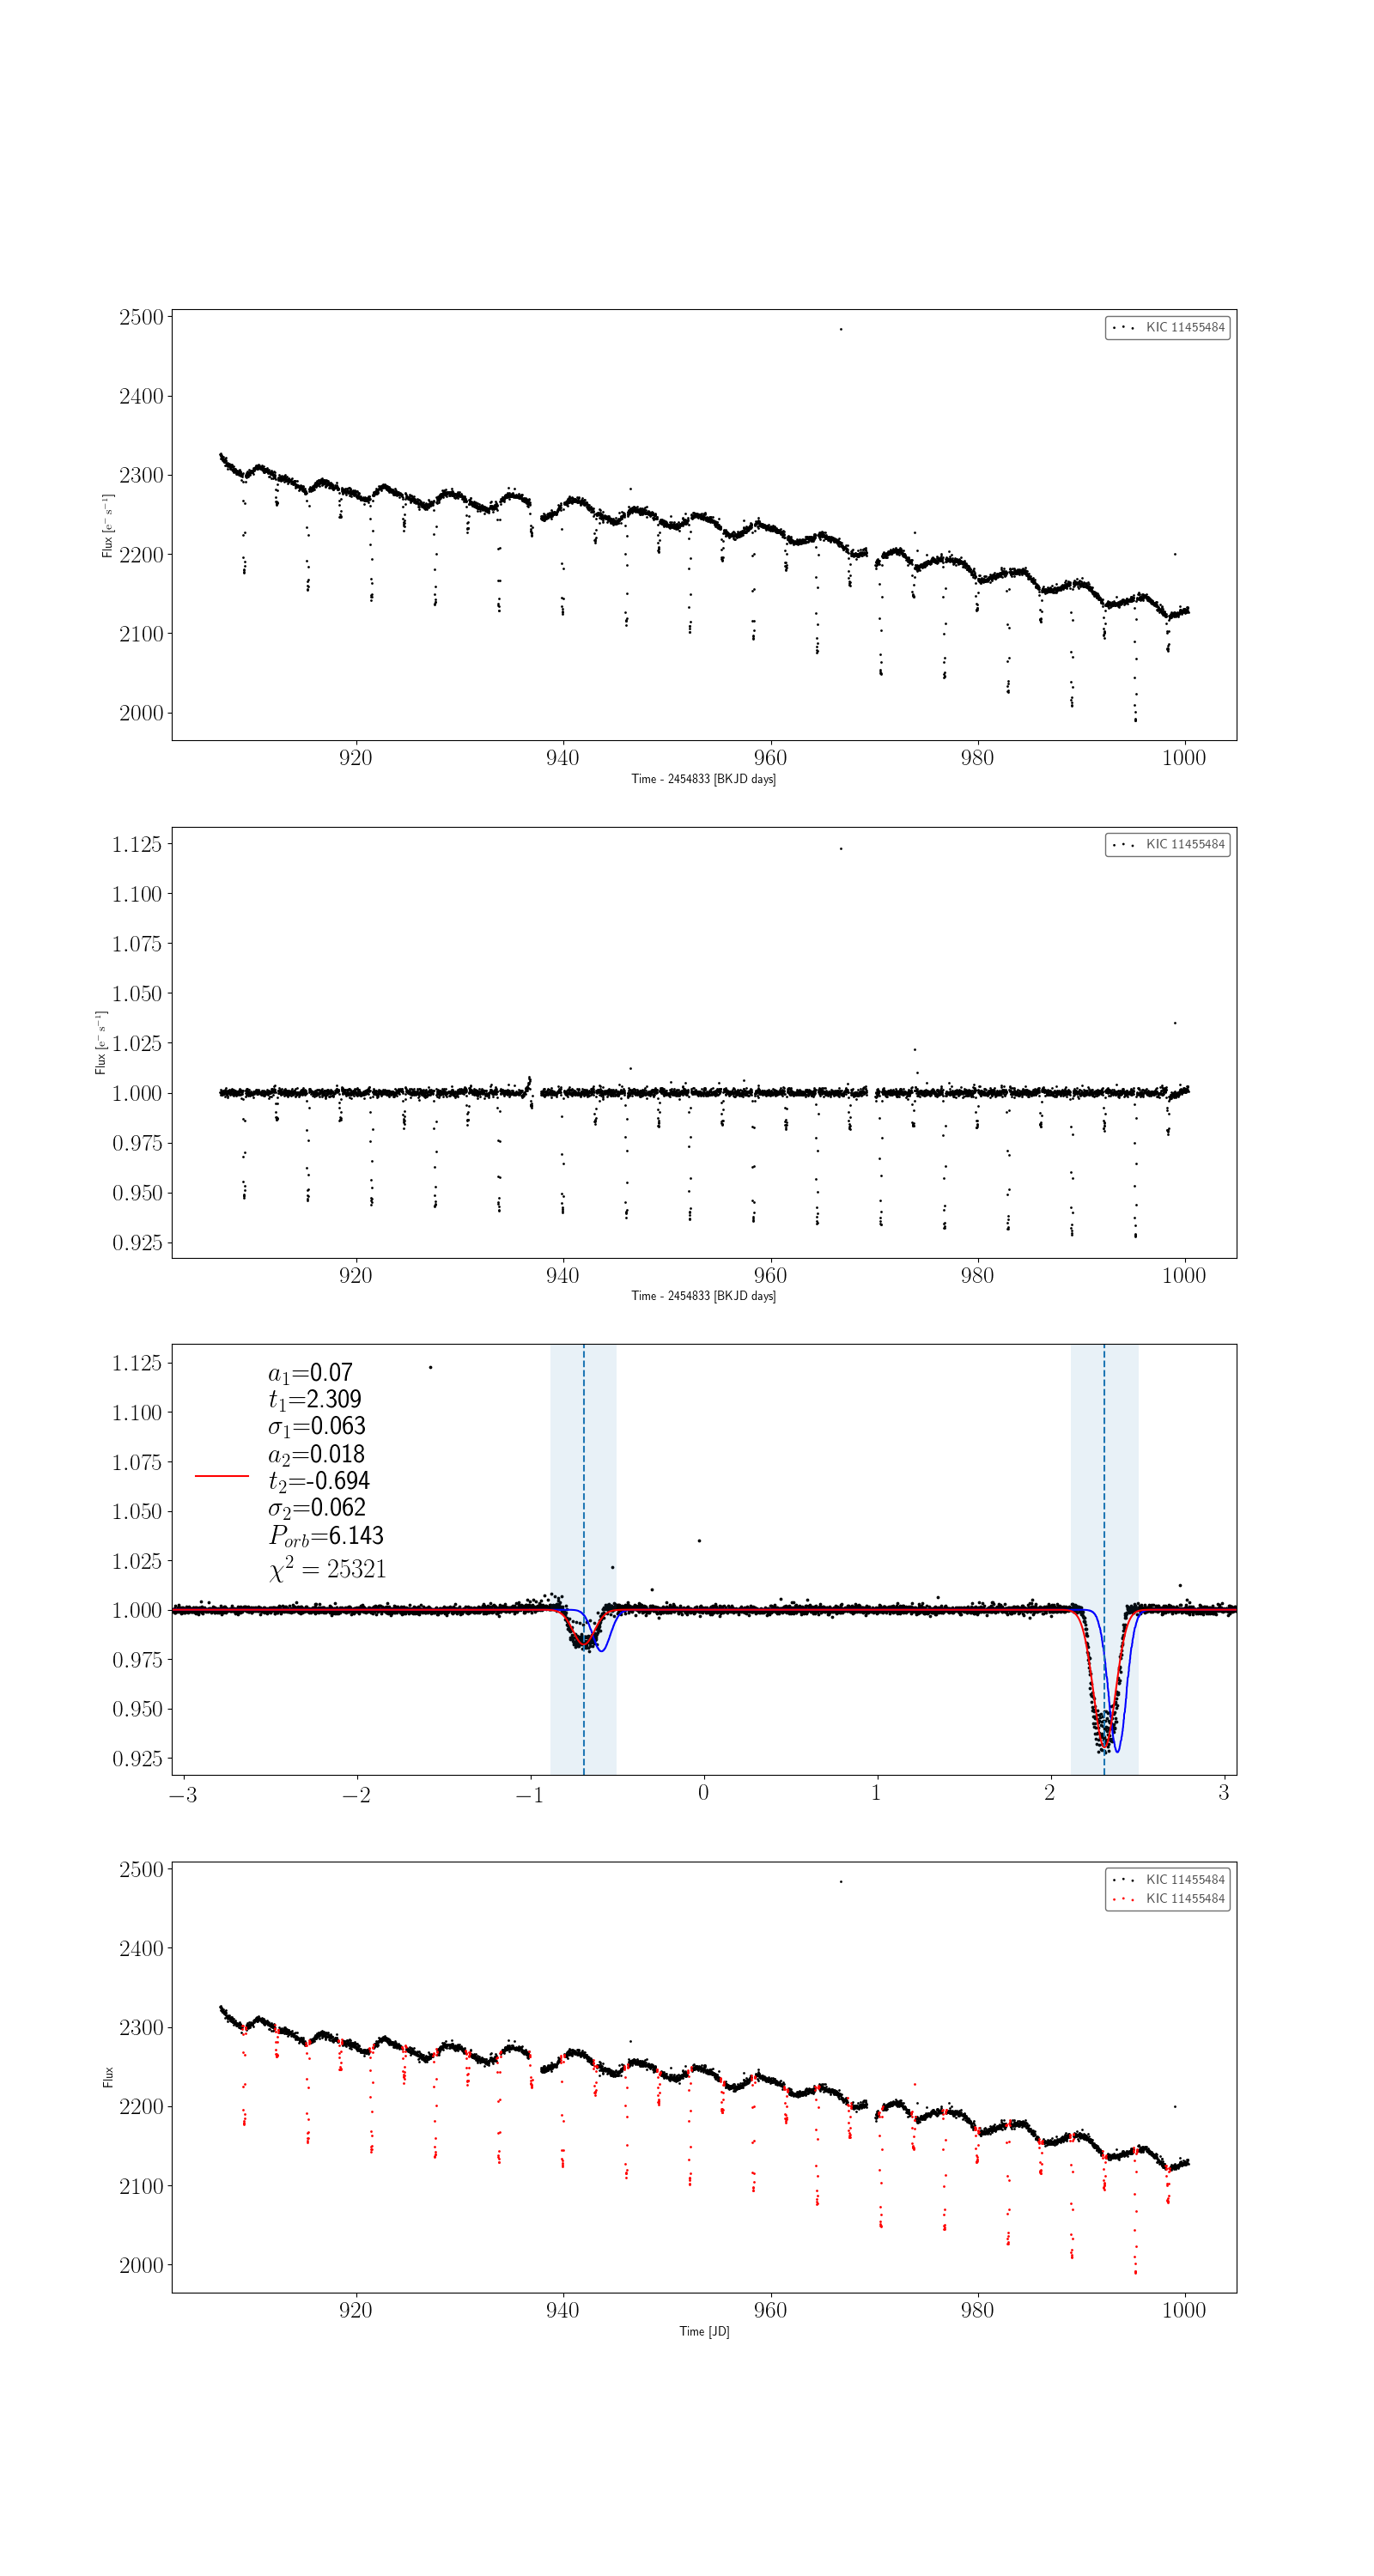 2500
2400
2300
2200
2100
2000
Flux [e⁻ s⁻¹]
KIC 11455484
920 940 960 980 1000
Time - 2454833 [BKJD days]
1.125
1.100
1.075
1.050
1.025
1.000
0.975
0.950
0.925
Flux [e⁻ s⁻¹]
KIC 11455484
920 940 960 980 1000
Time - 2454833 [BKJD days]
1.125
1.100
1.075
1.050
1.025
1.000
0.975
0.950
0.925
a₁=0.07
t₁=2.309
σ₁=0.063
a₂=0.018
t₂=-0.694
σ₂=0.062
P_orb=6.143
χ² = 25321
−3 −2 −1 0 1 2 3
2500
2400
2300
2200
2100
2000
Flux
KIC 11455484
KIC 11455484
920 940 960 980 1000
Time [JD]